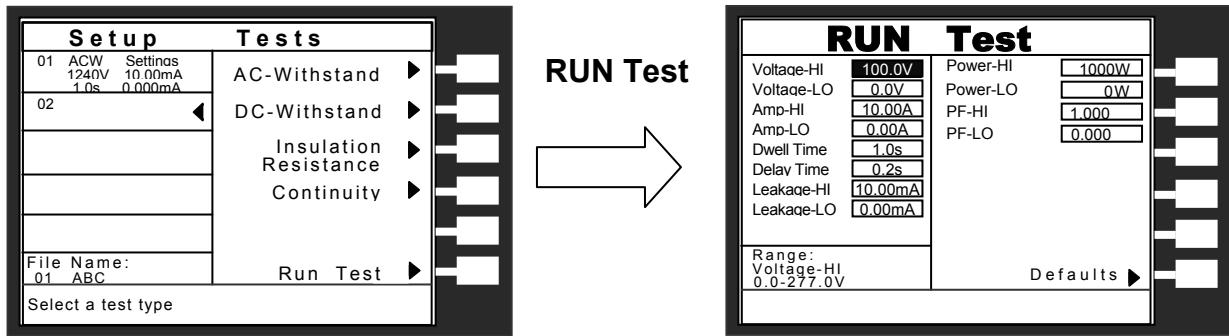 Setup Tests
01 ACW Settings
1240V 10.00mA
1.0s 0.000mA
02
AC-Withstand
DC-Withstand
Insulation
Resistance
Continuity
Run Test
File Name:
01 ABC
Select a test type
RUN Test
RUN Test
Voltage-HI 100.0V
Voltage-LO 0.0V
Amp-HI 10.00A
Amp-LO 0.00A
Dwell Time 1.0s
Delay Time 0.2s
Leakage-HI 10.00mA
Leakage-LO 0.00mA
Power-HI 1000W
Power-LO 0W
PF-HI 1.000
PF-LO 0.000
Range:
Voltage-HI
0.0-277.0V
Defaults